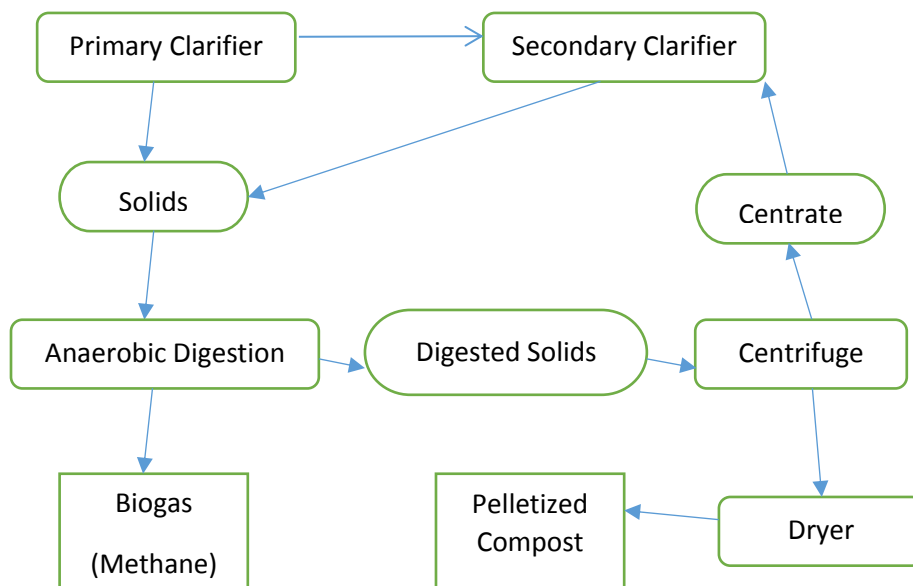 Primary Clarifier
Secondary Clarifier
Solids
Centrate
Anaerobic Digestion
Digested Solids
Centrifuge
Biogas
(Methane)
Pelletized
Compost
Dryer